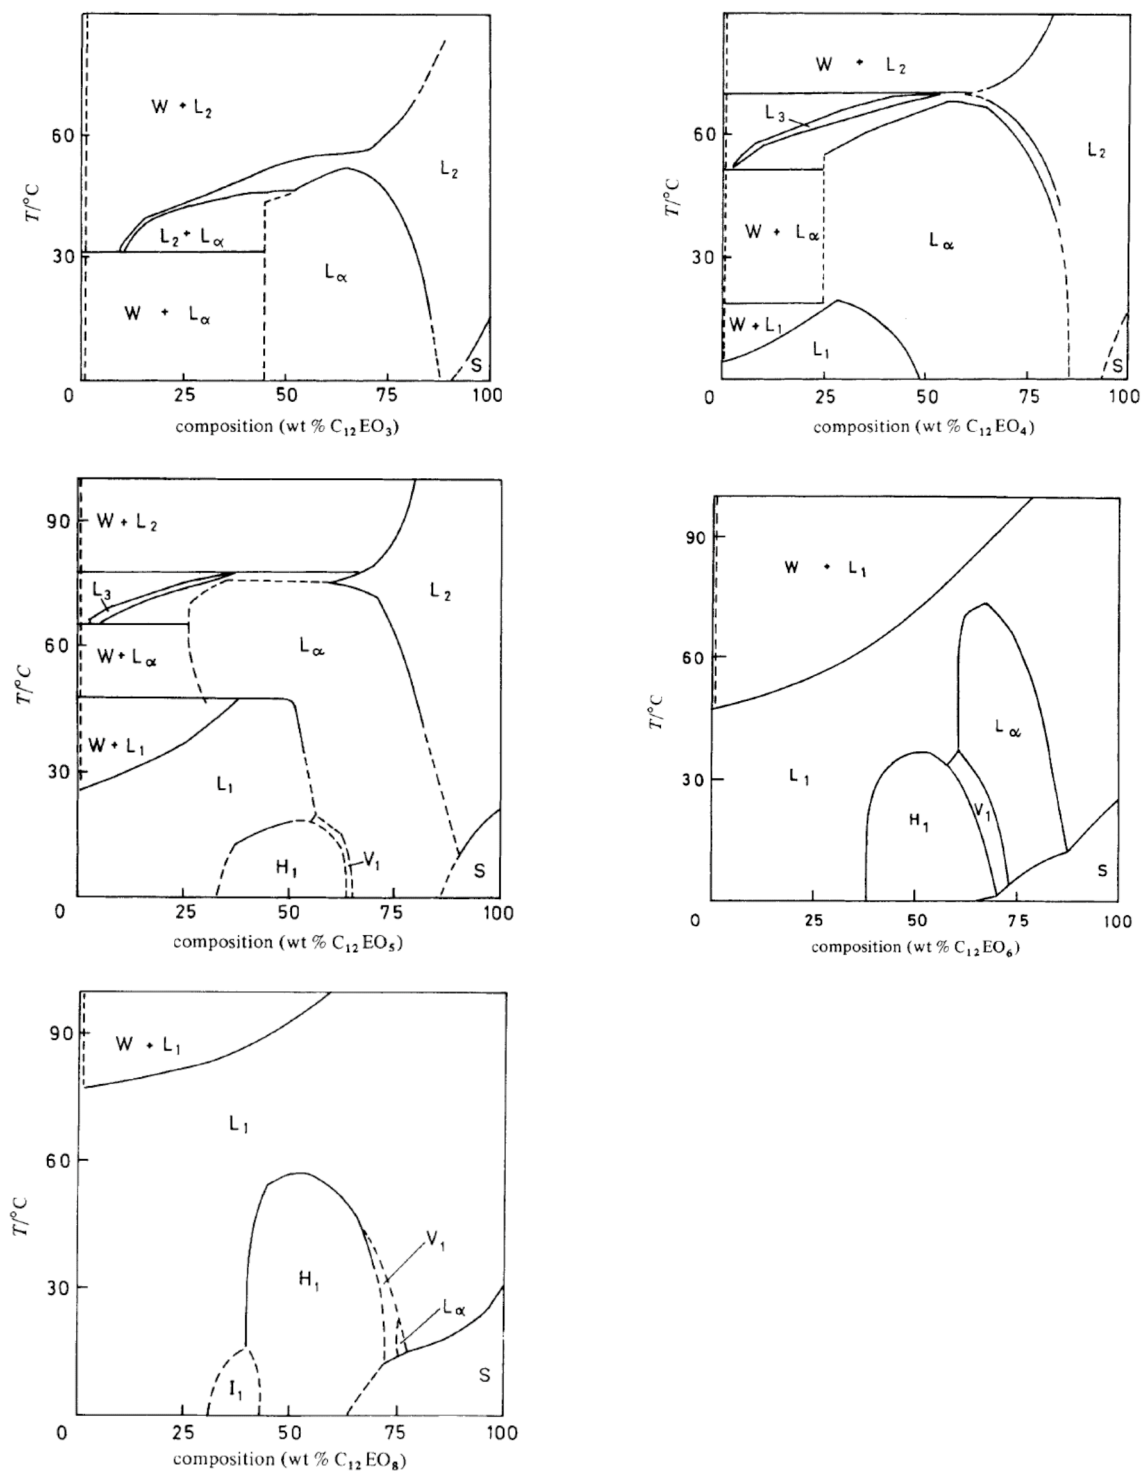 W + L₂
60
L₂
T/°C
L₂ + Lα
30
Lα
W + Lα
S
0 25 50 75 100
composition (wt % C₁₂EO₃)
W + L₂
L₃
60
L₂
T/°C
W + Lα
Lα
30
W + L₁
L₁
S
0 25 50 75 100
composition (wt % C₁₂EO₄)
90
W + L₂
L₃
L₂
60
W + Lα
Lα
T/°C
W + L₁
30
L₁
H₁
V₁
S
0 25 50 75 100
composition (wt % C₁₂EO₅)
90
W + L₁
60
T/°C
Lα
30
L₁
V₁
H₁
S
0 25 50 75 100
composition (wt % C₁₂EO₆)
90
W + L₁
L₁
60
T/°C
V₁
30
H₁
Lα
I₁
S
0 25 50 75 100
composition (wt % C₁₂EO₈)